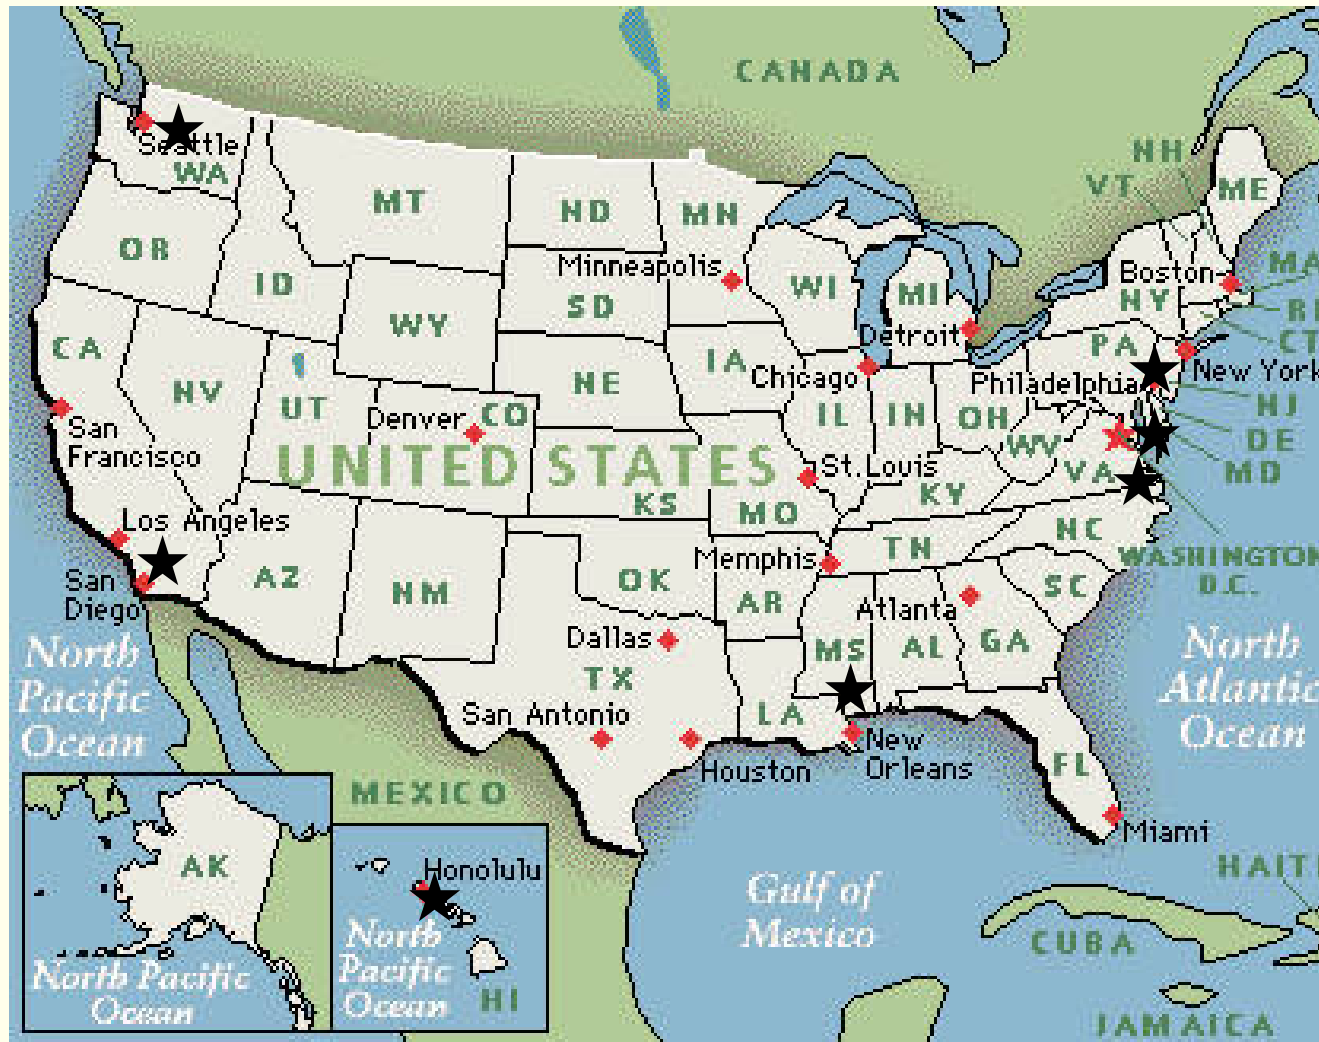 CANADA
NH
VT
ME
Seattle
WA
MT
ND
MN
OR
Minneapolis
Boston
MA
ID
SD
WI
MI
NY
RI
WY
Detroit
CT
CA
IA
PA
Chicago
Philadelphia
New York
NV
NE
UT
Denver
CO
IL
IN
OH
NJ
DE
MD
San
Francisco
UNITED STATES
St. Louis
WV
VA
KS
MO
KY
Los Angeles
NC
WASHINGTON
D.C.
Memphis
TN
AZ
NM
OK
AR
SC
San
Diego
Atlanta
Dallas
MS
AL
GA
North
Pacific
Ocean
North
Atlantic
Ocean
TX
San Antonio
LA
New
Orleans
Houston
FL
MEXICO
Miami
AK
Honolulu
HAITI
Gulf of
Mexico
CUBA
North Pacific
Ocean
North
Pacific
Ocean
HI
JAMAICA